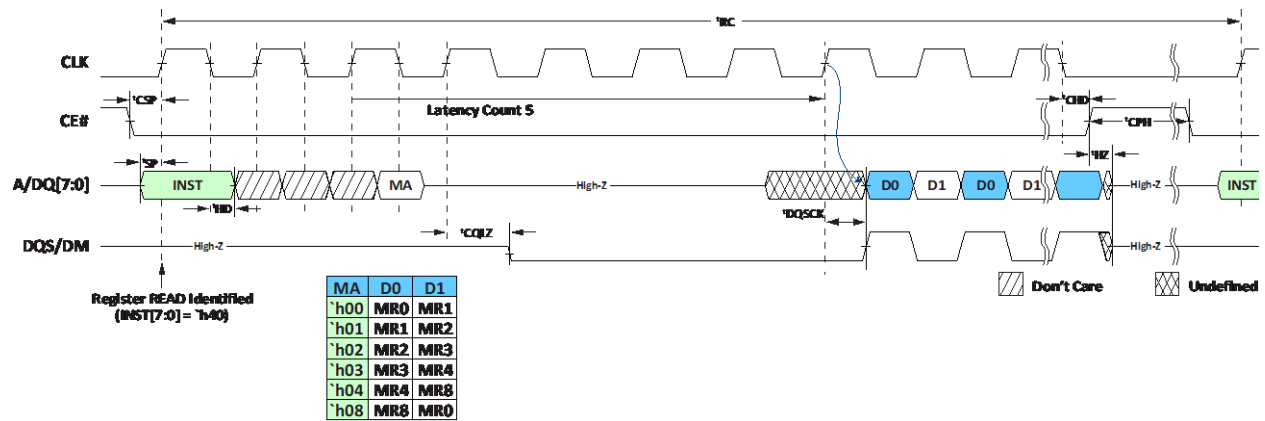 tRC
CLK
tCSP
Latency Count 5
tCHD
CE#
tCPH
tSP
tHZ
A/DQ[7:0]
INST
MA
High-Z
D0
D1
D0
D1
High-Z
INST
tHD
tDQSCK
tCQHZ
DQS/DM
High-Z
High-Z
Don't Care
Undefined
Register READ Identified
(INST[7:0] = `h40)
MA D0 D1
`h00 MR0 MR1
`h01 MR1 MR2
`h02 MR2 MR3
`h03 MR3 MR4
`h04 MR4 MR8
`h08 MR8 MR0